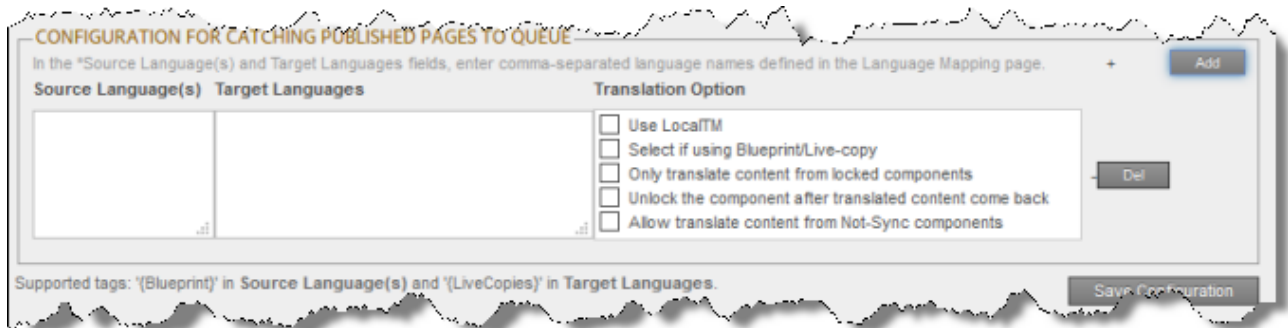 CONFIGURATION FOR CATCHING PUBLISHED PAGES TO QUEUE
In the *Source Language(s) and Target Languages fields, enter comma-separated language names defined in the Language Mapping page. + Add
Source Language(s) Target Languages Translation Option
Use LocalTM
Select if using Blueprint/Live-copy
Only translate content from locked components
- Del
Unlock the component after translated content come back
Allow translate content from Not-Sync components
Supported tags: '{Blueprint}' in Source Language(s) and '{LiveCopies}' in Target Languages.
Save Configuration